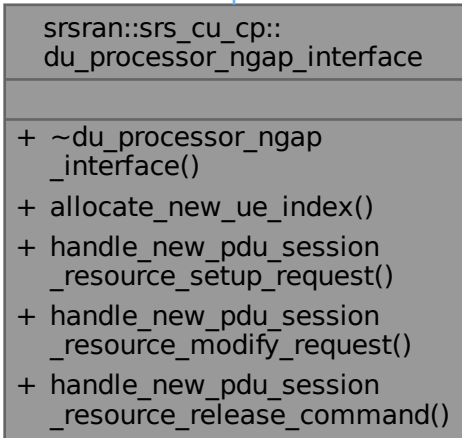 srsran::srs_cu_cp::
du_processor_ngap_interface
+ ~du_processor_ngap
_interface()
+ allocate_new_ue_index()
+ handle_new_pdu_session
_resource_setup_request()
+ handle_new_pdu_session
_resource_modify_request()
+ handle_new_pdu_session
_resource_release_command()